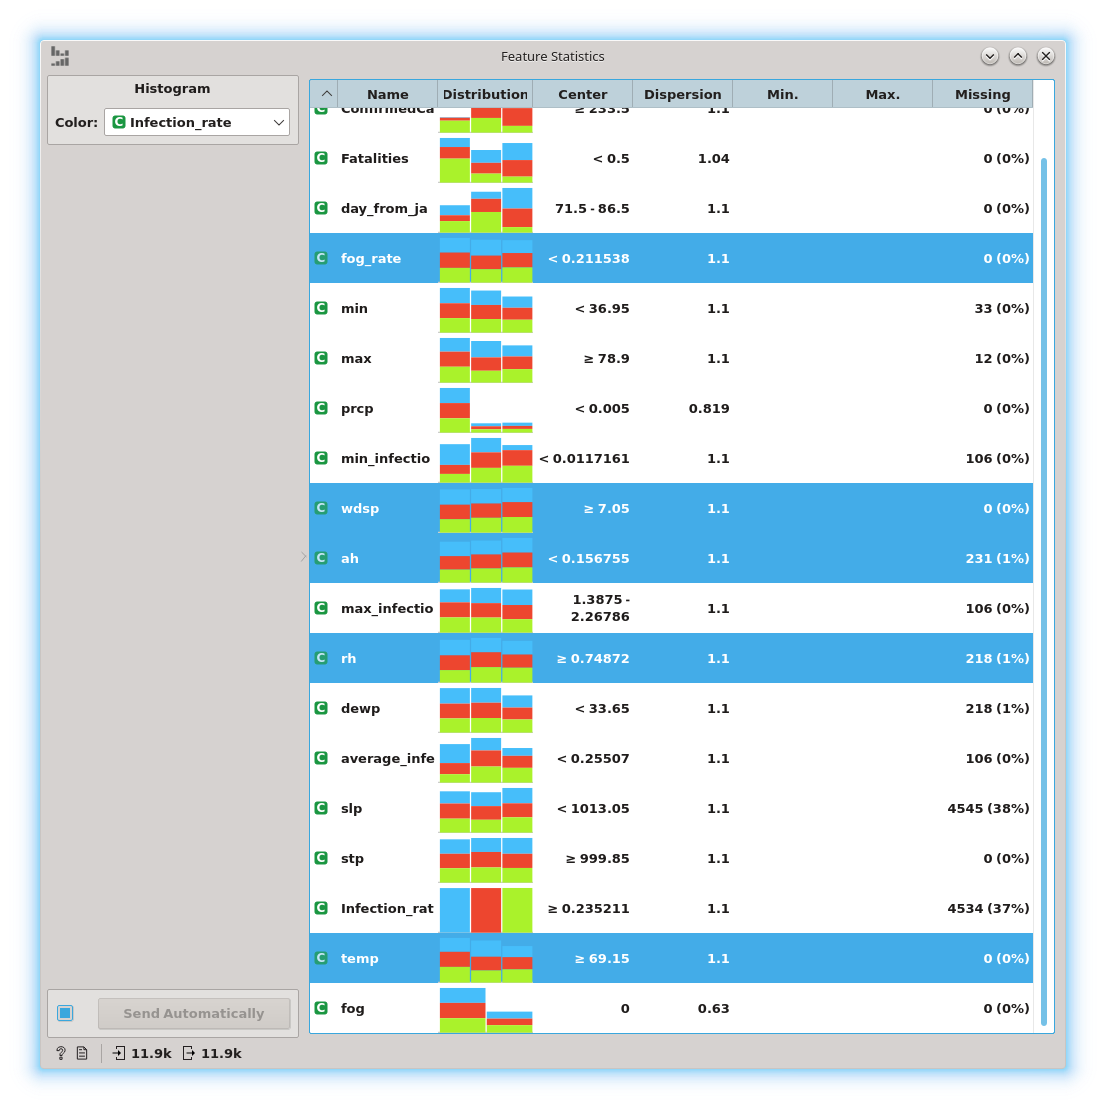 Feature Statistics
Histogram
Color: C Infection_rate
Name Distribution Center Dispersion Min. Max. Missing
C ConfirmedCa ≥ 233.5 1.1 0 (0%)
C Fatalities < 0.5 1.04 0 (0%)
C day_from_ja 71.5 - 86.5 1.1 0 (0%)
C fog_rate < 0.211538 1.1 0 (0%)
C min < 36.95 1.1 33 (0%)
C max ≥ 78.9 1.1 12 (0%)
C prcp < 0.005 0.819 0 (0%)
C min_infectio < 0.0117161 1.1 106 (0%)
C wdsp ≥ 7.05 1.1 0 (0%)
C ah < 0.156755 1.1 231 (1%)
C max_infectio 1.3875 - 2.26786 1.1 106 (0%)
C rh ≥ 0.74872 1.1 218 (1%)
C dewp < 33.65 1.1 218 (1%)
C average_infe < 0.25507 1.1 106 (0%)
C slp < 1013.05 1.1 4545 (38%)
C stp ≥ 999.85 1.1 0 (0%)
C Infection_rat ≥ 0.235211 1.1 4534 (37%)
C temp ≥ 69.15 1.1 0 (0%)
C fog 0 0.63 0 (0%)
Send Automatically
? 11.9k 11.9k